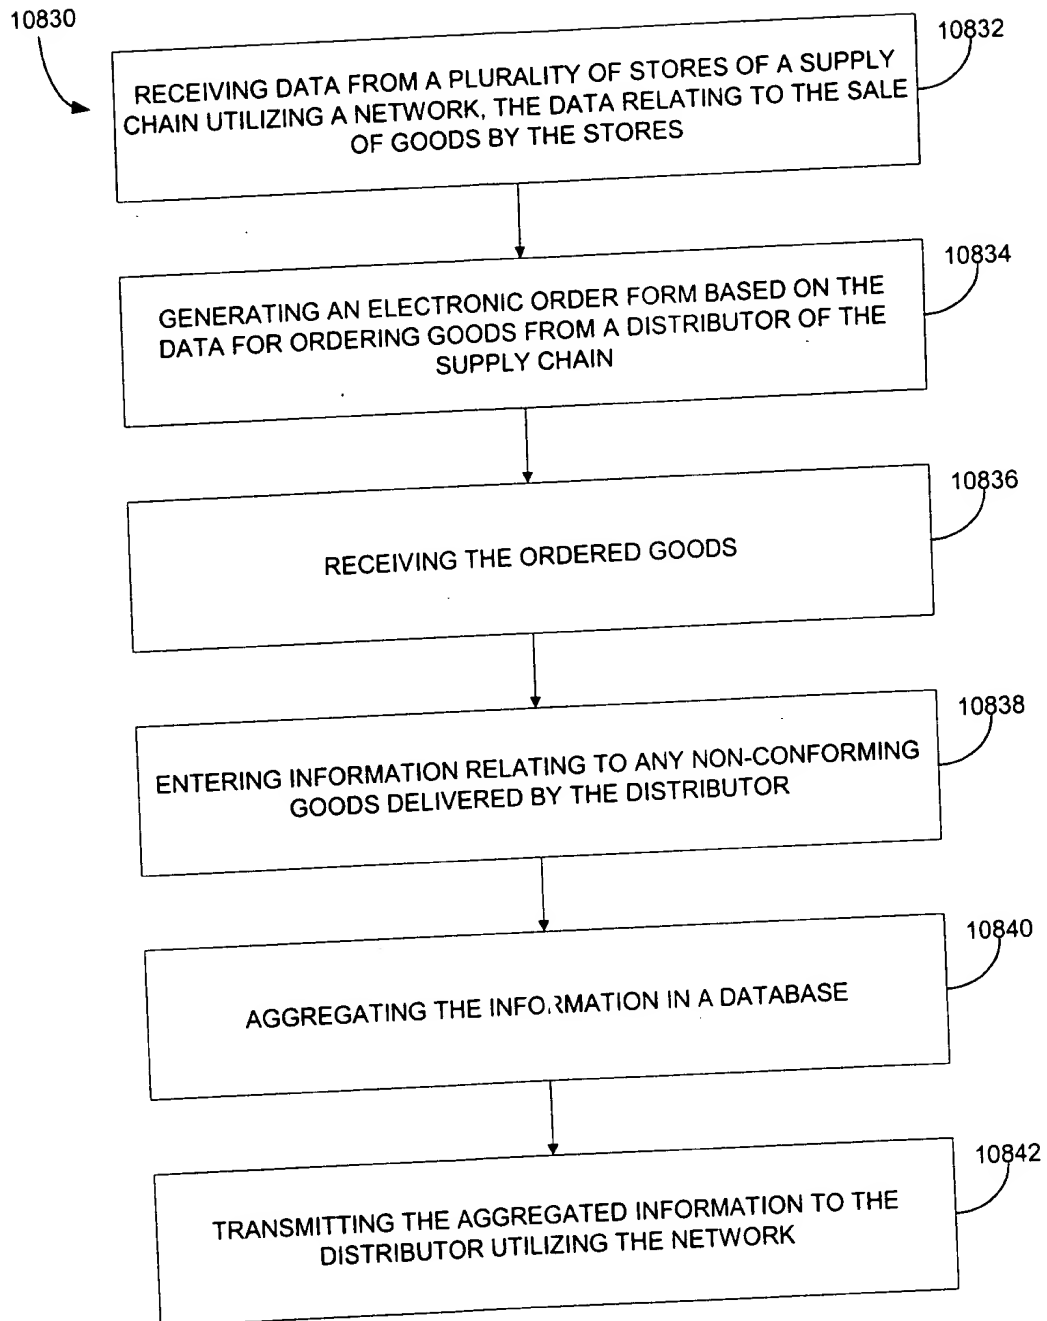 10830
10832
RECEIVING DATA FROM A PLURALITY OF STORES OF A SUPPLY
CHAIN UTILIZING A NETWORK, THE DATA RELATING TO THE SALE
OF GOODS BY THE STORES
10834
GENERATING AN ELECTRONIC ORDER FORM BASED ON THE
DATA FOR ORDERING GOODS FROM A DISTRIBUTOR OF THE
SUPPLY CHAIN
10836
RECEIVING THE ORDERED GOODS
10838
ENTERING INFORMATION RELATING TO ANY NON-CONFORMING
GOODS DELIVERED BY THE DISTRIBUTOR
10840
AGGREGATING THE INFORMATION IN A DATABASE
10842
TRANSMITTING THE AGGREGATED INFORMATION TO THE
DISTRIBUTOR UTILIZING THE NETWORK